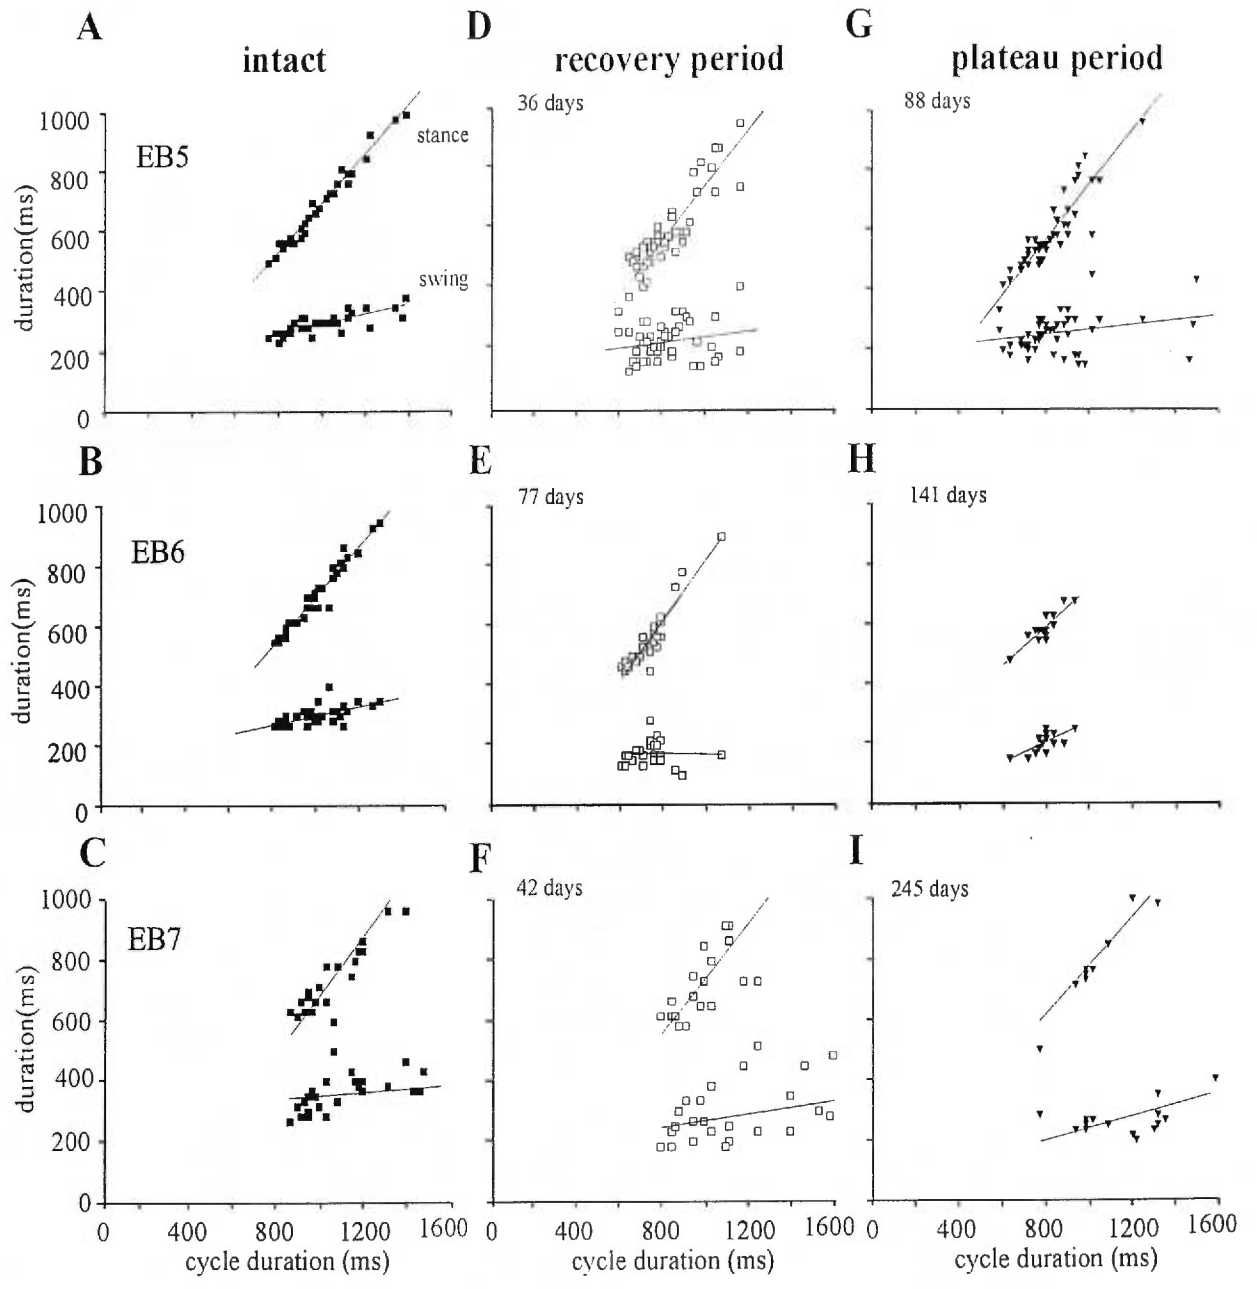 A
D
G
intact
recovery period
plateau period
36 days
88 days
1000
800
600
400
200
0
duration(ms)
EB5
stance
swing
B
E
H
77 days
141 days
1000
800
600
400
200
0
duration(ms)
EB6
C
F
I
42 days
245 days
1000
800
600
400
200
0
duration(ms)
EB7
0 400 800 1200 1600
0 400 800 1200 1600
0 400 800 1200 1600
cycle duration (ms)
cycle duration (ms)
cycle duration (ms)